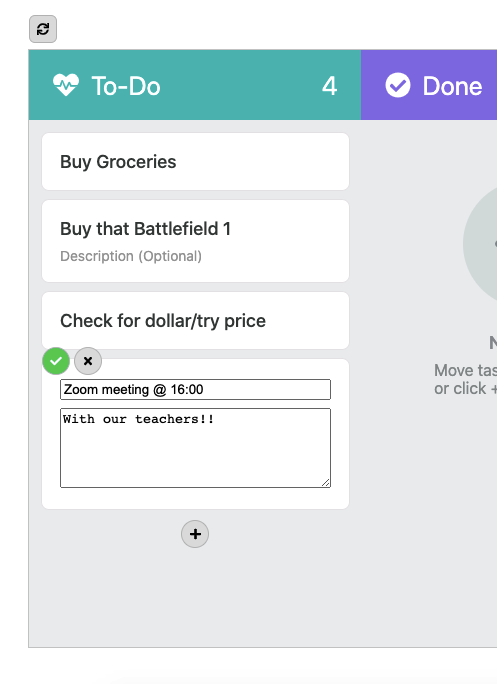 To-Do 4
Done
Buy Groceries
Buy that Battlefield 1
Description (Optional)
Check for dollar/try price
Zoom meeting @ 16:00
With our teachers!!
Move tas
or click +